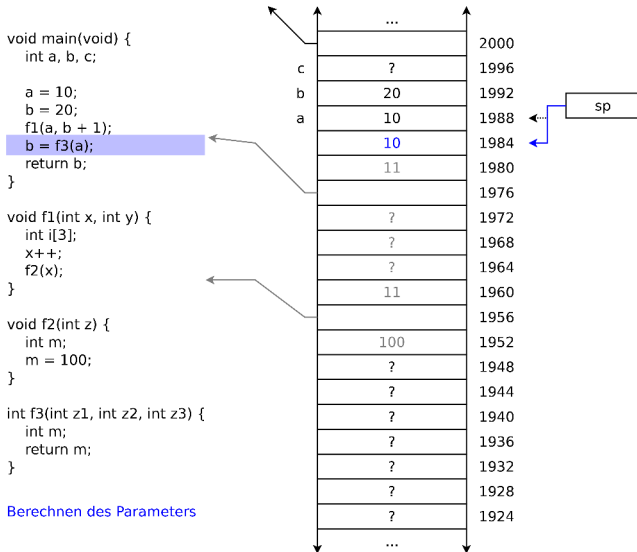 void main(void) {
int a, b, c;
a = 10;
b = 20;
f1(a, b + 1);
b = f3(a);
return b;
}
void f1(int x, int y) {
int i[3];
x++;
f2(x);
}
void f2(int z) {
int m;
m = 100;
}
int f3(int z1, int z2, int z3) {
int m;
return m;
}
Berechnen des Parameters
...
2000
c ? 1996
b 20 1992
a 10 1988
10 1984
11 1980
1976
? 1972
? 1968
? 1964
11 1960
1956
100 1952
? 1948
? 1944
? 1940
? 1936
? 1932
? 1928
? 1924
...
sp